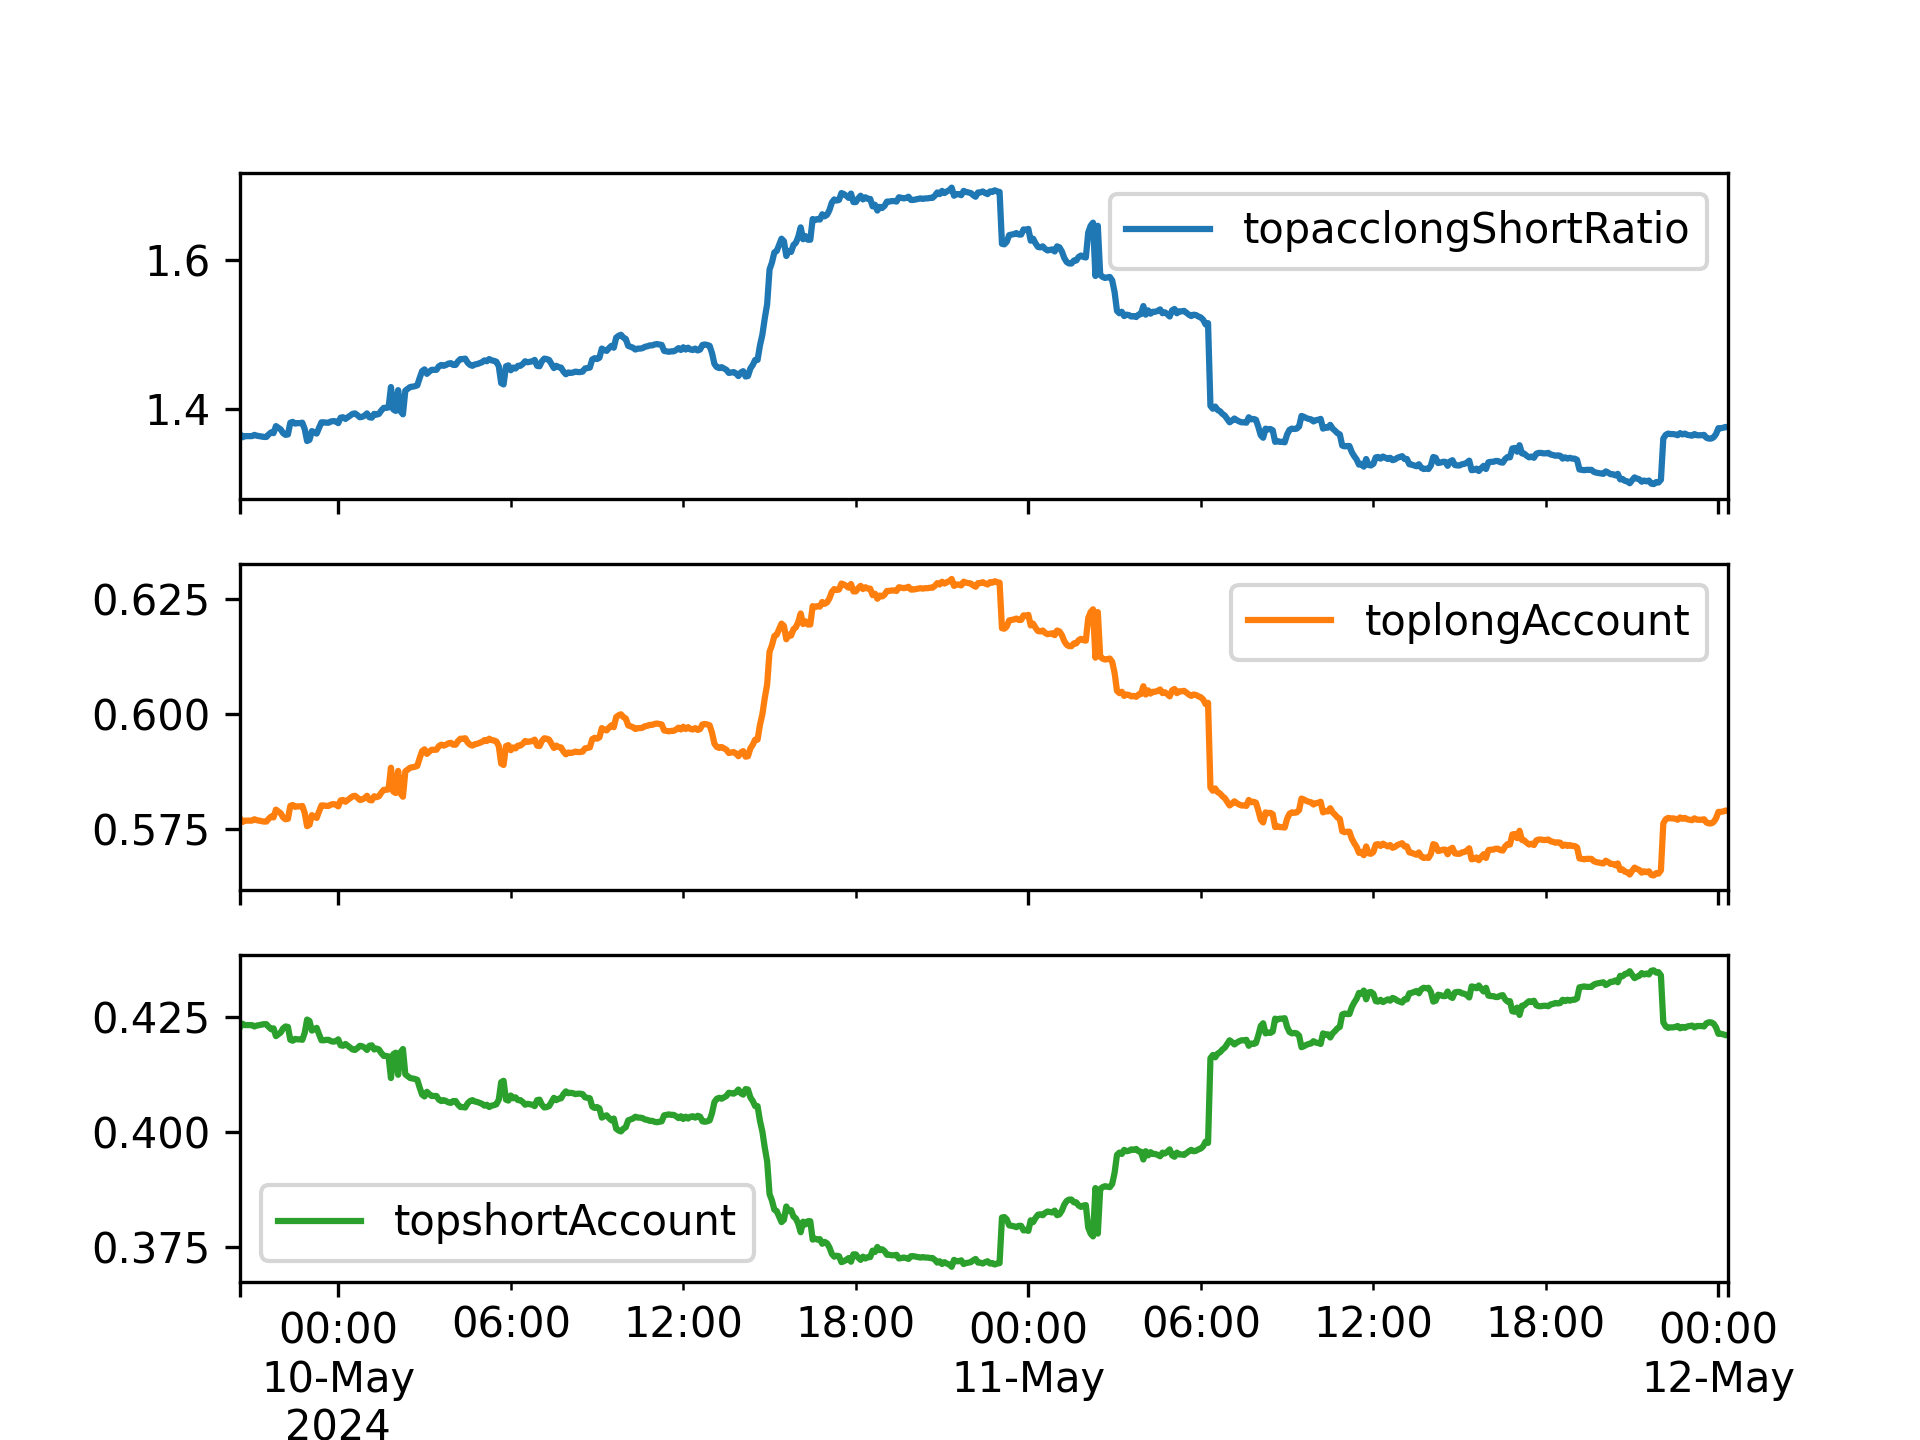 topacclongShortRatio
1.6
1.4
toplongAccount
0.625
0.600
0.575
topshortAccount
0.425
0.400
0.375
00:00 06:00 12:00 18:00 00:00 06:00 12:00 18:00 00:00
10-May 11-May 12-May
2024